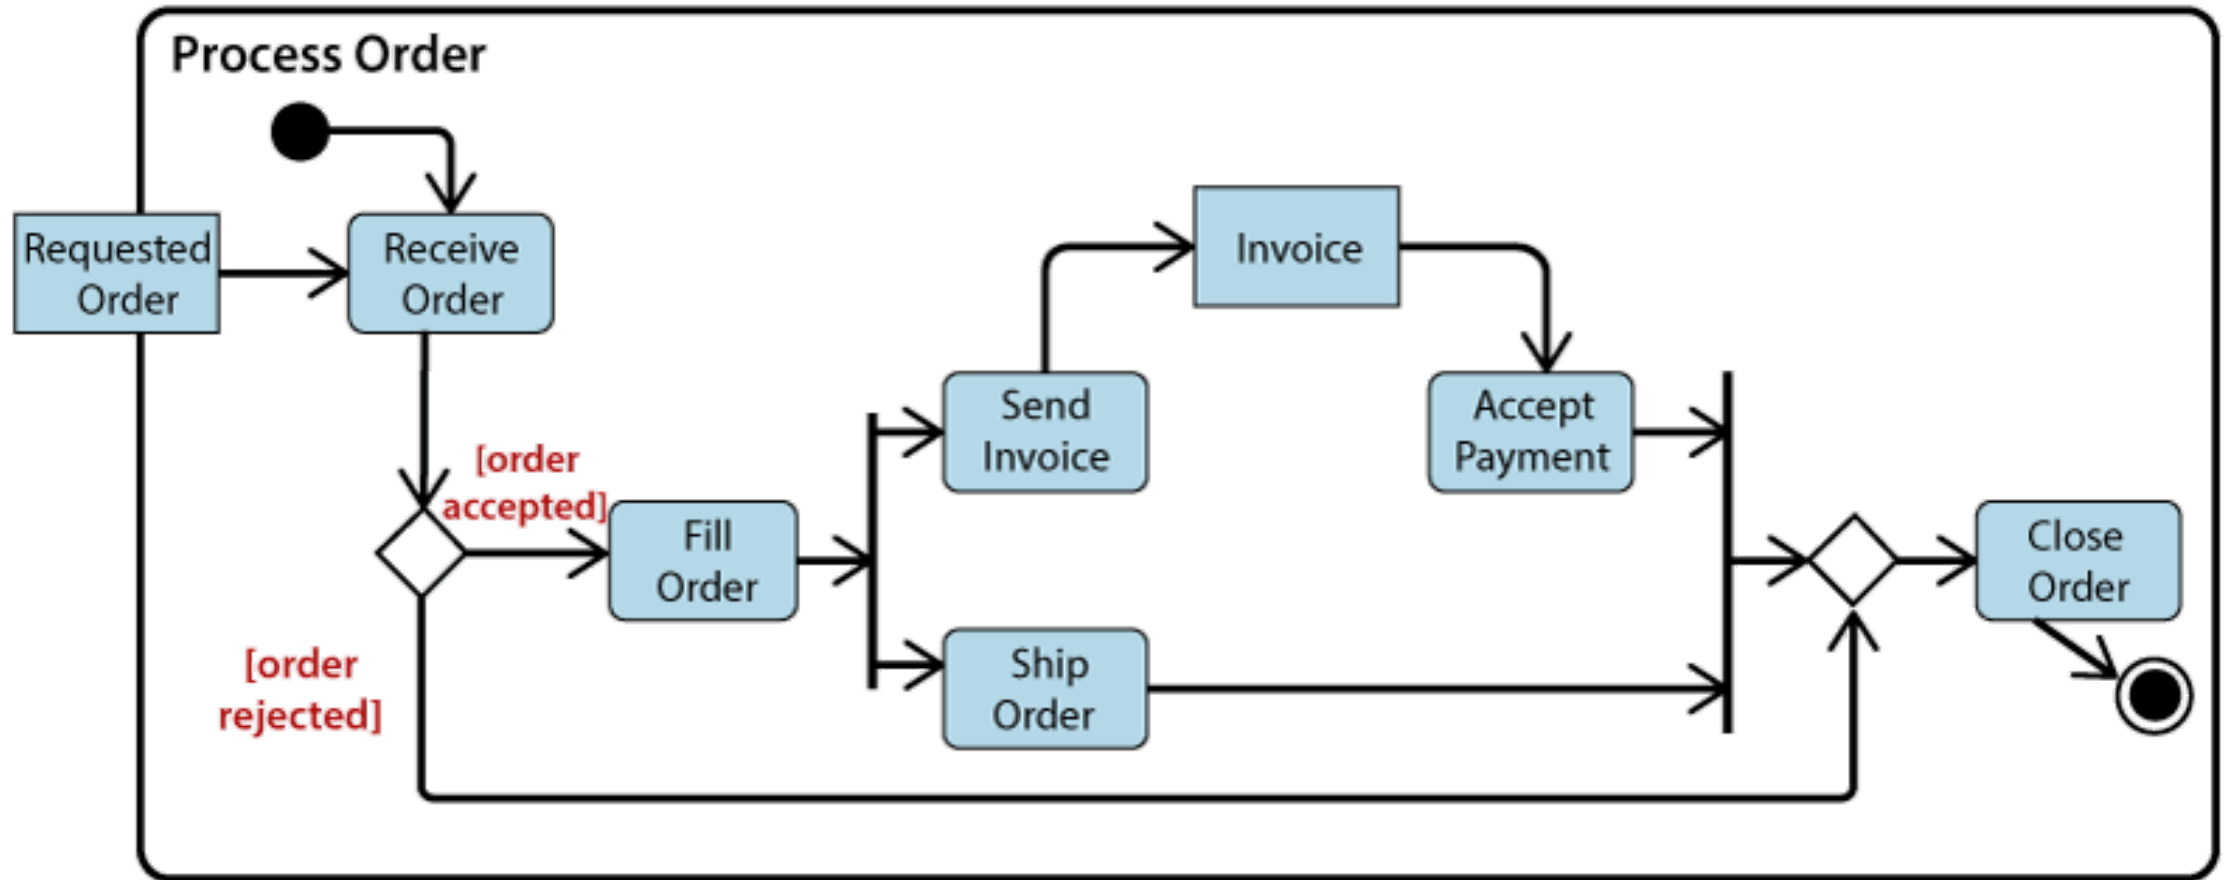 Process Order
Requested
Order
Receive
Order
Invoice
Send
Invoice
Accept
Payment
[order
accepted]
Fill
Order
Close
Order
[order
rejected]
Ship
Order